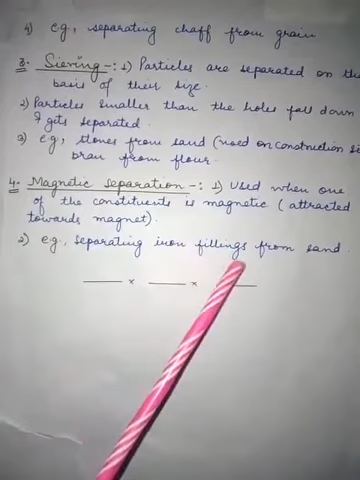 4) e.g., separating chaff from grain
3. Sieving -: 1) Particles are separated on the
basis of their size.
2) Particles smaller than the holes fall down
& gets separated.
3) e.g., stones from sand (used on construction si
bran from flour.
4. Magnetic Separation -: 1) Used when one
of the constituents is magnetic (attracted
towards magnet).
2) e.g., separating iron fillings from sand.
—— x —— x ——